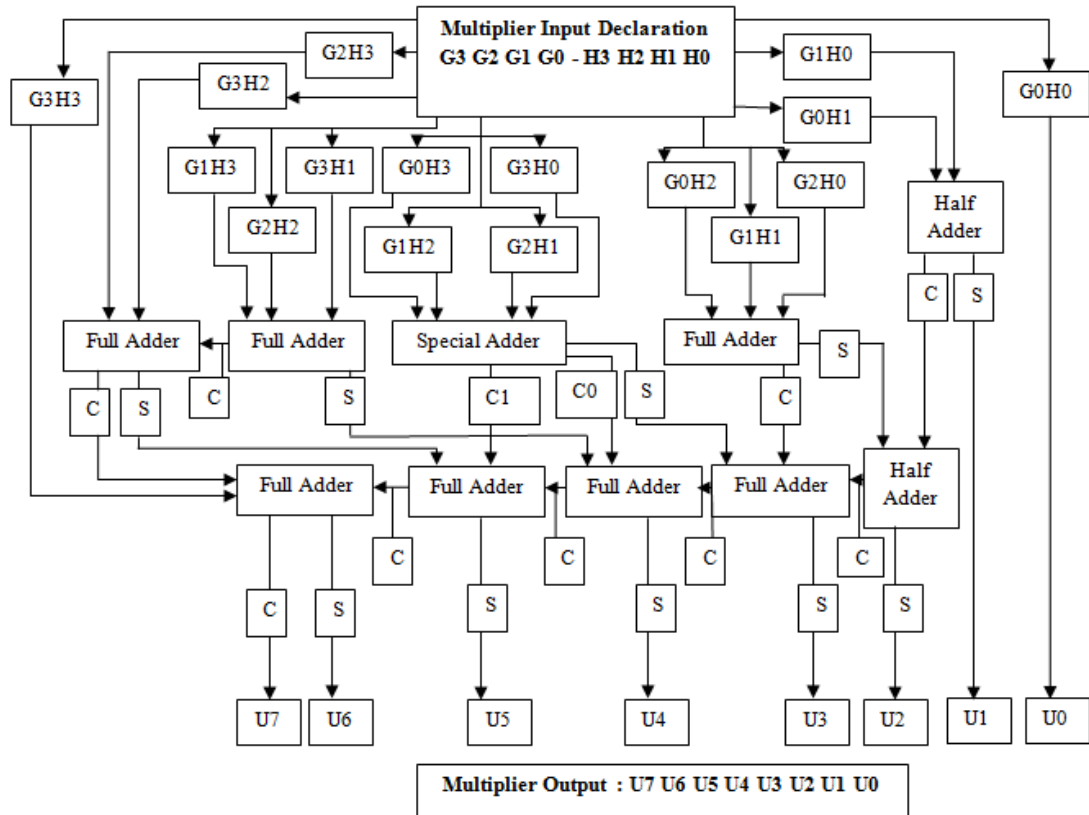 Multiplier Input Declaration
G3 G2 G1 G0 - H3 H2 H1 H0
G2H3
G1H0
G3H2
G3H3
G0H0
G0H1
G1H3
G3H1
G0H3
G3H0
G0H2
G2H0
G2H2
G1H2
G2H1
G1H1
Half
Adder
C
S
Full Adder
Full Adder
Special Adder
Full Adder
S
C
S
C
S
C1
C0
S
C
Full Adder
Full Adder
Full Adder
Full Adder
Half
Adder
C
C
C
C
C
S
S
S
S
S
U7
U6
U5
U4
U3
U2
U1
U0
Multiplier Output : U7 U6 U5 U4 U3 U2 U1 U0